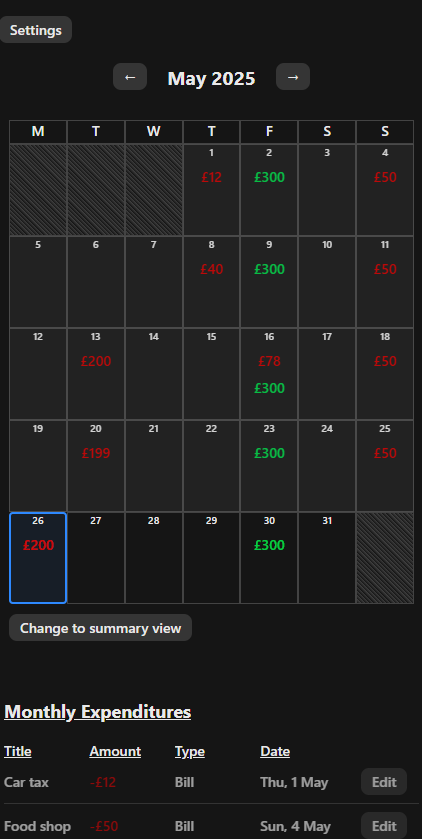 Settings
← May 2025 →
M T W T F S S
1 2 3 4
£12 £300 £50
5 6 7 8 9 10 11
£40 £300 £50
12 13 14 15 16 17 18
£200 £78 £50
£300
19 20 21 22 23 24 25
£199 £300 £50
26 27 28 29 30 31
£200 £300
Change to summary view
Monthly Expenditures
Title Amount Type Date
Car tax -£12 Bill Thu, 1 May Edit
Food shop -£50 Bill Sun, 4 May Edit